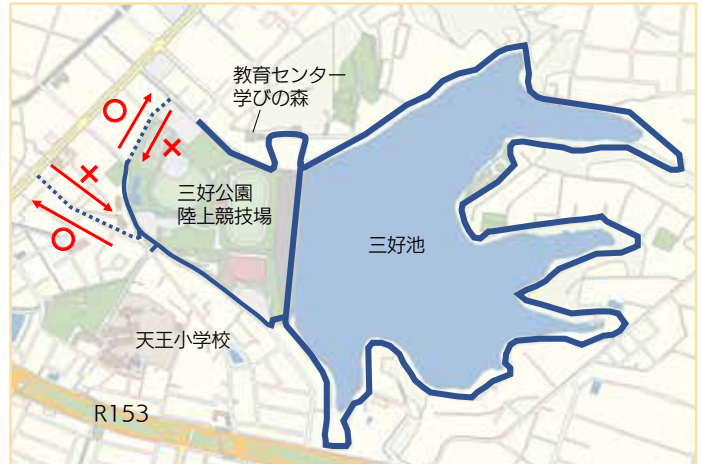 教育センター
学びの森
三好公園
陸上競技場
三好池
天王小学校
R153